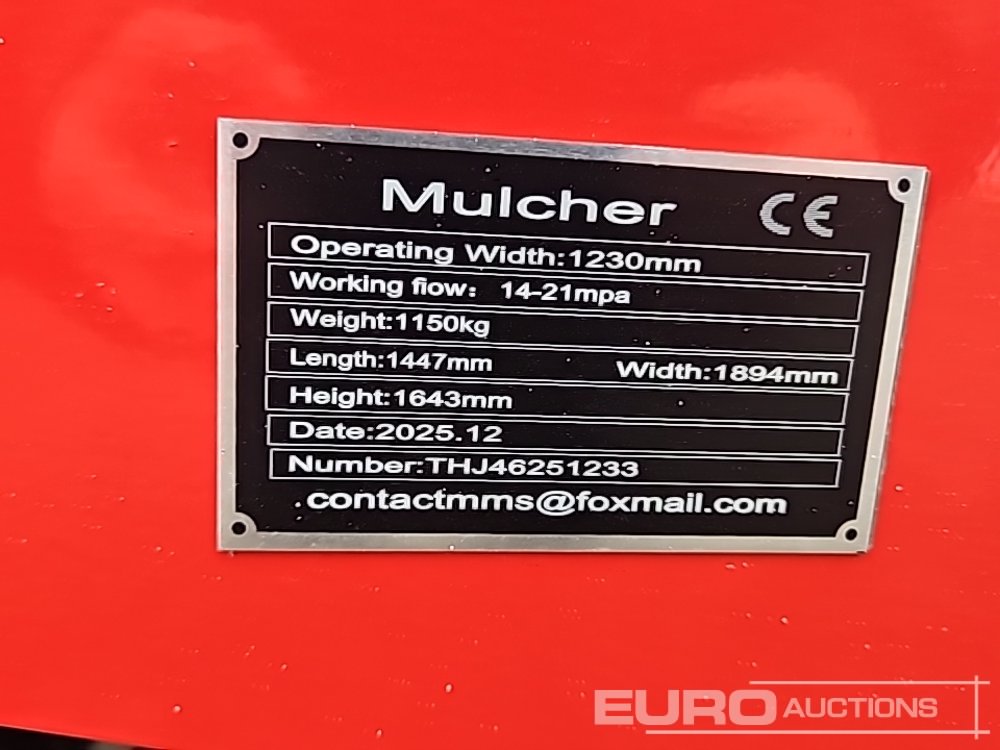 Mulcher CE
Operating Width:1230mm
Working fiow: 14-21mpa
Weight:1150kg
Length:1447mm Width:1894mm
Height:1643mm
Date:2025.12
Number:THJ46251233
contactmms@foxmail.com
EURO AUCTIONS